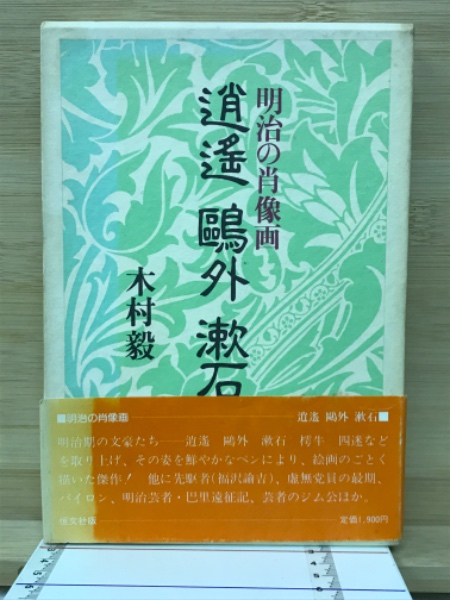 明治の肖像画
逍遙 鷗外 漱石
木村毅
■明治の肖像画
逍遙 鷗外 漱石■
明治期の文豪たち──逍遙 鷗外 漱石 樗牛 四迷など
を取り上げ、その姿を鮮やかなペンにより、絵画のごとく
描いた傑作! 他に先駆者(福沢諭吉)、虚無党員の最期、
バイロン、明治芸者・巴里遠征記、芸者のジム公ほか。
恒文社版
定価1,900円